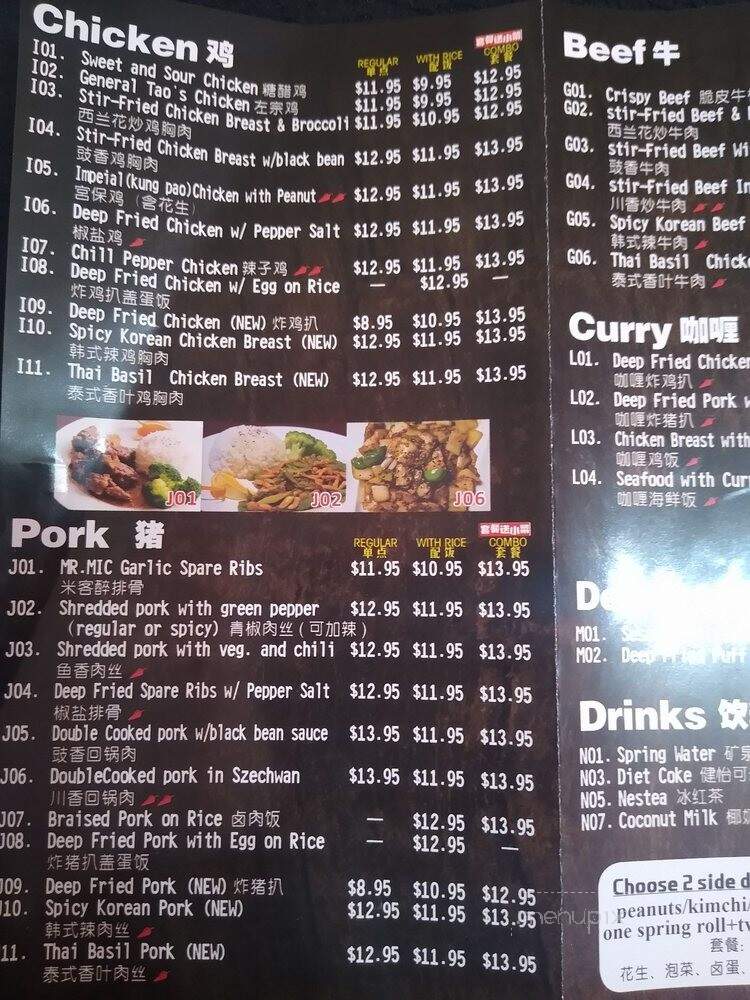 Chicken 鸡
REGULAR 单点
WITH RICE 配饭
套餐送小菜
COMBO 套餐
I01. Sweet and Sour Chicken 糖醋鸡 $11.95 $9.95 $12.95
I02. General Tao's Chicken 左宗鸡 $11.95 $9.95 $12.95
I03. Stir-Fried Chicken Breast & Broccoli $11.95 $10.95 $12.95
西兰花炒鸡胸肉
I04. Stir-Fried Chicken Breast w/black bean $12.95 $11.95 $13.95
豉香鸡胸肉
I05. Impeial(kung pao)Chicken with Peanut $12.95 $11.95 $13.95
宫保鸡 (含花生)
I06. Deep Fried Chicken w/ Pepper Salt $12.95 $11.95 $13.95
椒盐鸡
I07. Chill Pepper Chicken 辣子鸡 $12.95 $11.95 $13.95
I08. Deep Fried Chicken w/ Egg on Rice — $12.95 —
炸鸡扒盖蛋饭
I09. Deep Fried Chicken (NEW) 炸鸡扒 $8.95 $10.95 $13.95
I10. Spicy Korean Chicken Breast (NEW) $12.95 $11.95 $13.95
韩式辣鸡胸肉
I11. Thai Basil Chicken Breast (NEW) $12.95 $11.95 $13.95
泰式香叶鸡胸肉
J01 J02 J06
Pork 猪
REGULAR 单点
WITH RICE 配饭
套餐送小菜
COMBO 套餐
J01. MR.MIC Garlic Spare Ribs $11.95 $10.95 $13.95
米客醉排骨
J02. Shredded pork with green pepper $12.95 $11.95 $13.95
(regular or spicy) 青椒肉丝 (可加辣)
J03. Shredded pork with veg. and chili $12.95 $11.95 $13.95
鱼香肉丝
J04. Deep Fried Spare Ribs w/ Pepper Salt $12.95 $11.95 $13.95
椒盐排骨
J05. Double Cooked pork w/black bean sauce $13.95 $11.95 $13.95
豉香回锅肉
J06. DoubleCooked pork in Szechwan $13.95 $11.95 $13.95
川香回锅肉
J07. Braised Pork on Rice 卤肉饭 — $12.95 $13.95
J08. Deep Fried Pork with Egg on Rice — $12.95 —
炸猪扒盖蛋饭
J09. Deep Fried Pork (NEW) 炸猪扒 $8.95 $10.95 $12.95
J10. Spicy Korean Pork (NEW) $12.95 $11.95 $13.95
韩式辣肉丝
11. Thai Basil Pork (NEW) $12.95 $11.95 $13.95
泰式香叶肉丝
Beef 牛
G01. Crispy Beef 脆皮牛
G02. stir-Fried Beef &
西兰花炒牛肉
G03. stir-Fried Beef Wi
豉香牛肉
G04. stir-Fried Beef In
川香炒牛肉
G05. Spicy Korean Beef
韩式辣牛肉
G06. Thai Basil Chick
泰式香叶牛肉
Curry 咖喱
L01. Deep Fried Chicken
咖喱炸鸡扒
L02. Deep Fried Pork w
咖喱炸猪扒
L03. Chicken Breast with
咖喱鸡饭
L04. Seafood with Cur
咖喱海鲜饭
De
M01.
M02. Deep Fried Puff
Drinks 饮
N01. Spring Water 矿泉
N03. Diet Coke 健怡可
N05. Nestea 冰红茶
N07. Coconut Milk 椰奶
Choose 2 side d
peanuts/kimchi/
one spring roll+tw
套餐:
花生、泡菜、卤蛋、
menupix